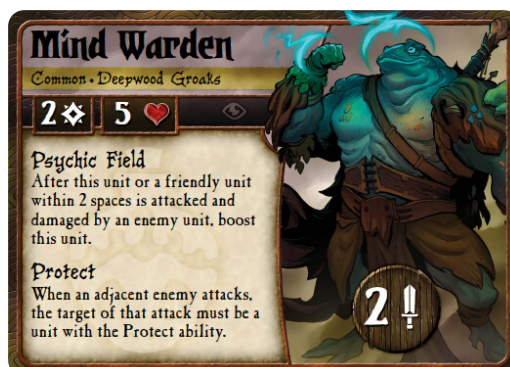 Mind Warden
Common • Deepwood Groaks
2 5
Psychic Field
After this unit or a friendly unit
within 2 spaces is attacked and
damaged by an enemy unit, boost
this unit.
Protect
When an adjacent enemy attacks,
the target of that attack must be a
unit with the Protect ability.
2